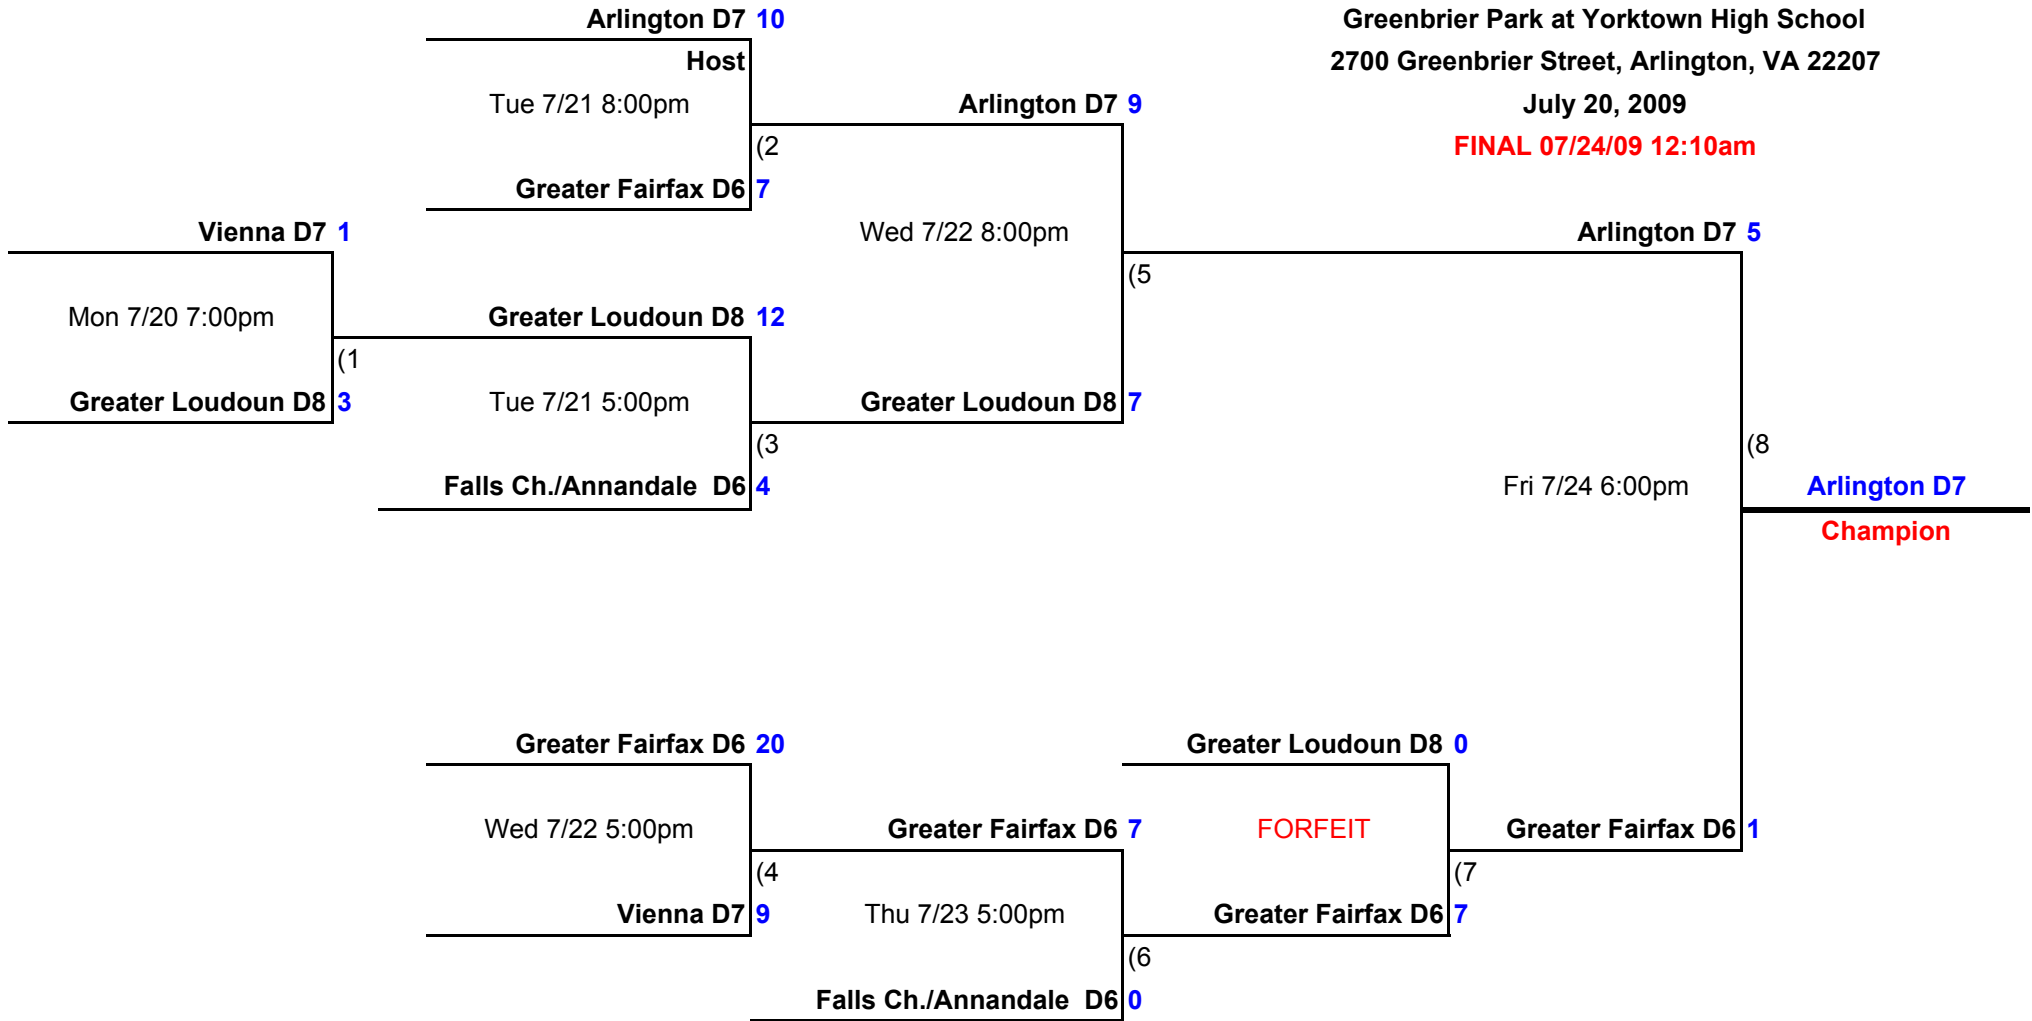 Arlington D7 10
Greenbrier Park at Yorktown High School
Host
2700 Greenbrier Street, Arlington, VA 22207
Tue 7/21 8:00pm
Arlington D7 9
July 20, 2009
(2
FINAL 07/24/09 12:10am
Greater Fairfax D6 7
Vienna D7 1
Wed 7/22 8:00pm
Arlington D7 5
(5
Mon 7/20 7:00pm
Greater Loudoun D8 12
(1
Greater Loudoun D8 3
Tue 7/21 5:00pm
Greater Loudoun D8 7
(3
(8
Falls Ch./Annandale D6 4
Fri 7/24 6:00pm
Arlington D7
Champion
Greater Fairfax D6 20
Greater Loudoun D8 0
Wed 7/22 5:00pm
Greater Fairfax D6 7
FORFEIT
Greater Fairfax D6 1
(4
(7
Vienna D7 9
Thu 7/23 5:00pm
Greater Fairfax D6 7
(6
Falls Ch./Annandale D6 0